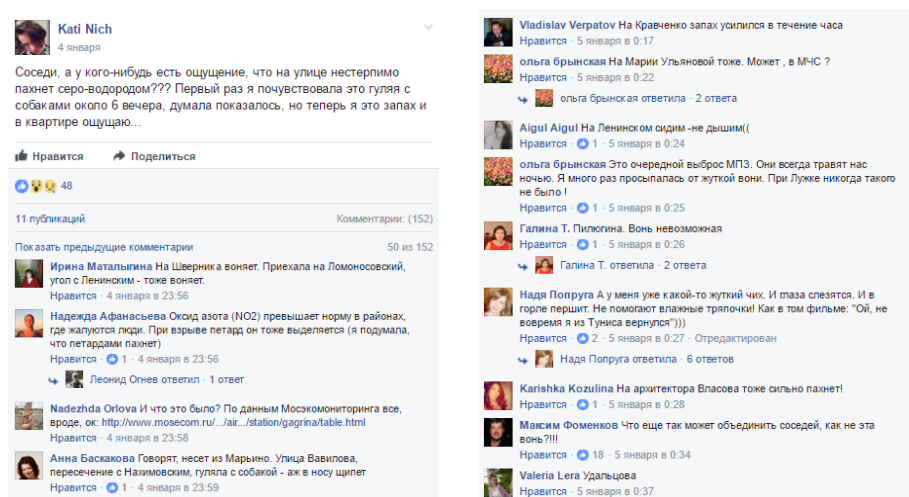 Kati Nich
4 января
Соседи, а у кого-нибудь есть ощущение, что на улице нестерпимо
пахнет серо-водородом??? Первый раз я почувствовала это гуляя с
собаками около 6 вечера, думала показалось, но теперь я это запах и
в квартире ощущаю...
Нравится Поделиться
48
11 публикаций Комментарии: (152)
Показать предыдущие комментарии 50 из 152
Ирина Маталыгина На Шверника воняет. Приехала на Ломоносовский,
угол с Ленинским - тоже воняет.
Нравится · 4 января в 23:56
Надежда Афанасьева Оксид азота (NO2) превышает норму в районах,
где жалуются люди. При взрыве петард он тоже выделяется (я подумала,
что петардами пахнет)
Нравится · 1 · 4 января в 23:56
Леонид Огнев ответил · 1 ответ
Nadezhda Orlova И что это было? По данным Мосэкомониторинга все,
вроде, ок: http://www.mosecom.ru/.../air.../station/gagrina/table.html
Нравится · 4 января в 23:58
Анна Баскакова Говорят, несет из Марьино. Улица Вавилова,
пересечение с Нахимовским, гуляла с собакой - аж в носу щипет
Нравится · 1 · 4 января в 23:59
Vladislav Verpatov На Кравченко запах усилился в течение часа
Нравится · 5 января в 0:17
ольга брынская На Марии Ульяновой тоже. Может , в МЧС ?
Нравится · 5 января в 0:22
ольга брынская ответила · 2 ответа
Aigul Aigul На Ленинском сидим -не дышим((
Нравится · 1 · 5 января в 0:24
ольга брынская Это очередной выброс МПЗ. Они всегда травят нас
ночью. Я много раз просыпалась от жуткой вони. При Лужке никогда такого
не было !
Нравится · 1 · 5 января в 0:25
Галина Т. Пилюгина. Вонь невозможная
Нравится · 1 · 5 января в 0:26
Галина Т. ответила · 2 ответа
Надя Попруга А у меня уже какой-то жуткий чих. И глаза слезятся. И в
горле першит. Не помогают влажные тряпочки! Как в том фильме: "Ой, не
вовремя я из Туниса вернулся")))
Нравится · 2 · 5 января в 0:27 · Отредактирован
Надя Попруга ответила · 6 ответов
Karishka Kozulina На архитектора Власова тоже сильно пахнет!
Нравится · 1 · 5 января в 0:28
Максим Фоменков Что еще так может объединить соседей, как не эта
вонь?!!!
Нравится · 18 · 5 января в 0:34
Valeria Lera Удальцова
Нравится · 5 января в 0:37